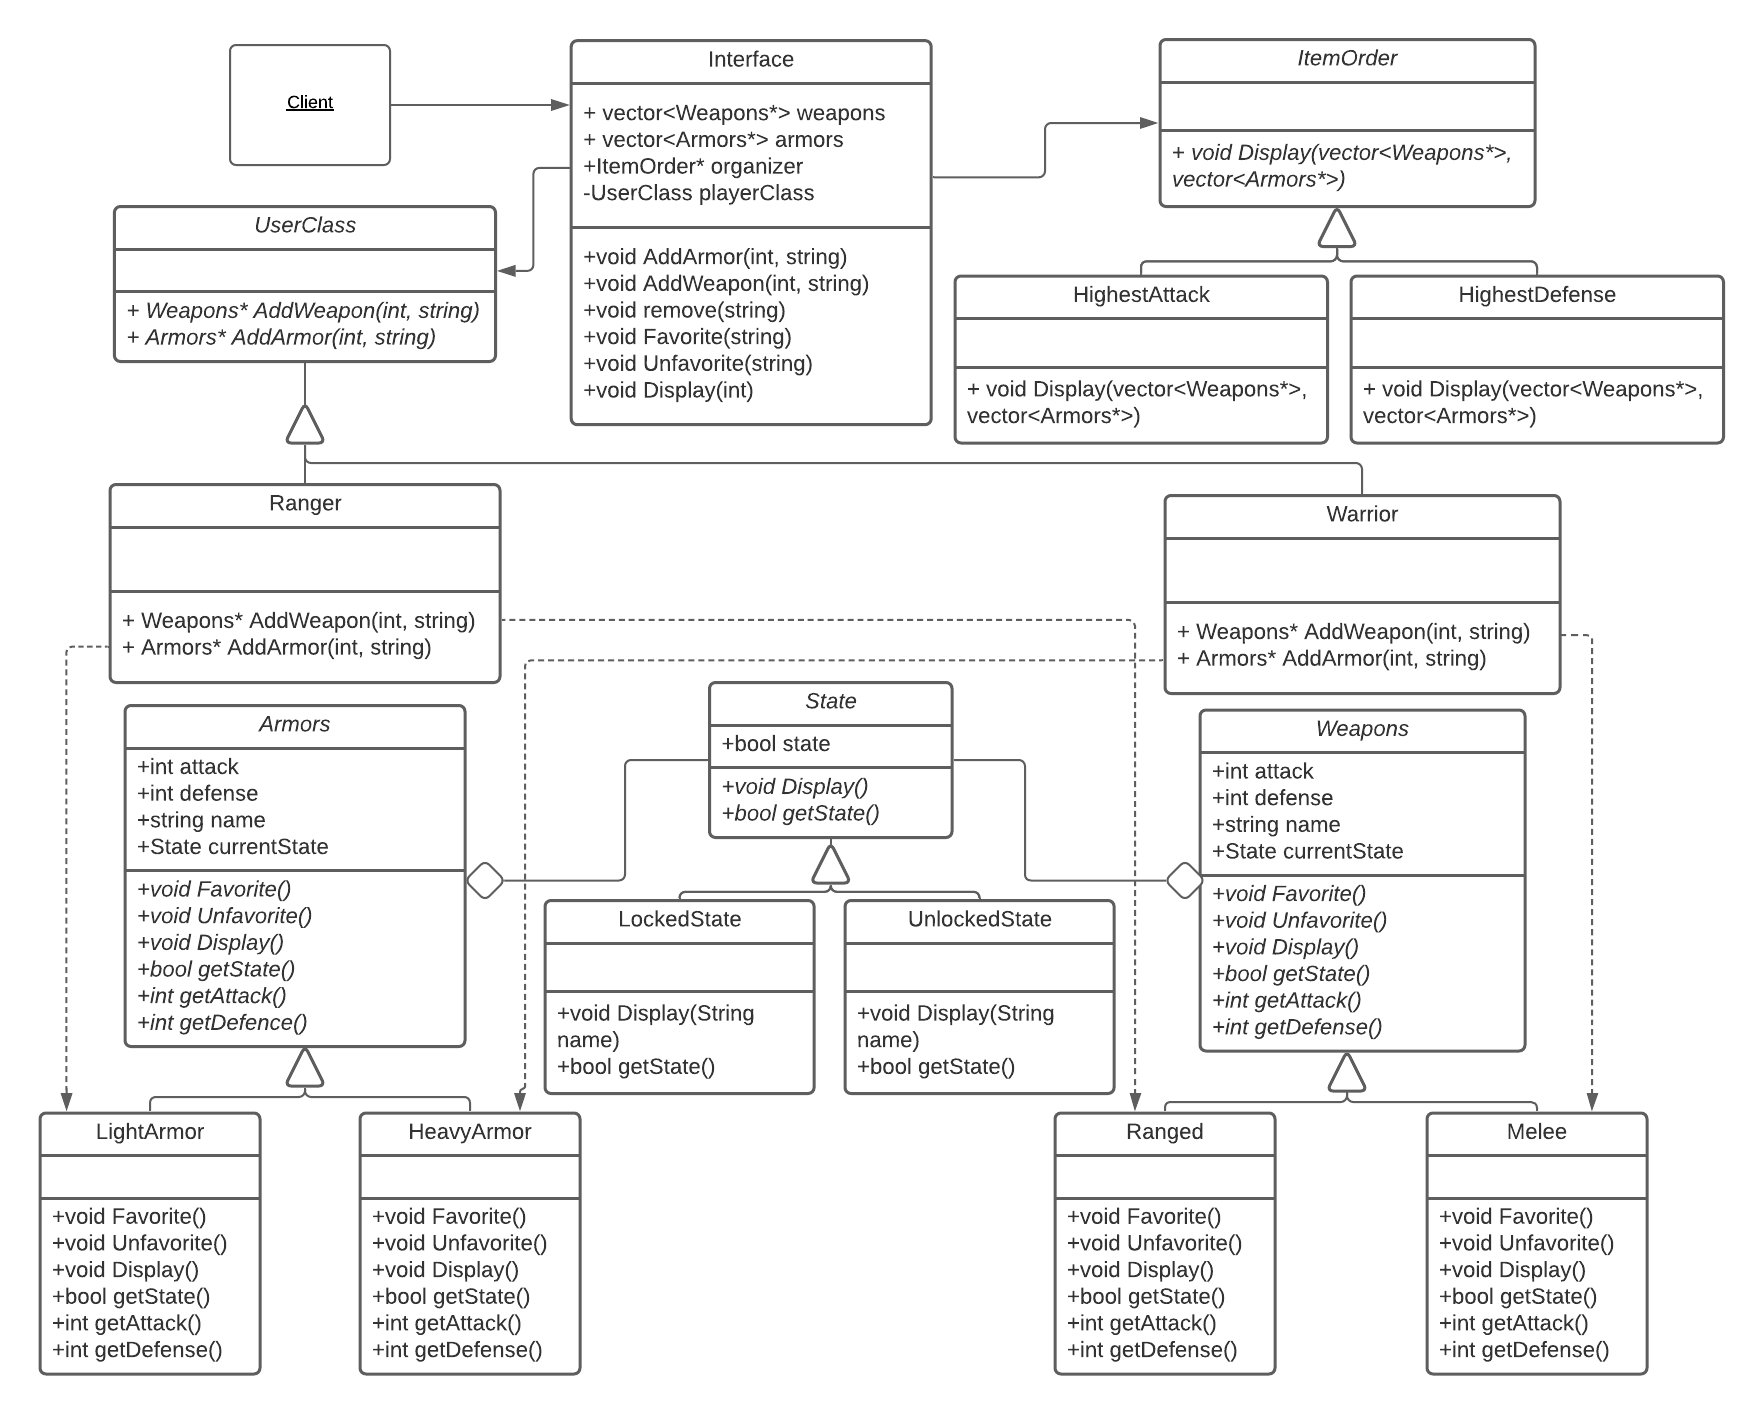 Client
Interface
+ vector<Weapons*> weapons
+ vector<Armors*> armors
+ItemOrder* organizer
-UserClass playerClass
+void AddArmor(int, string)
+void AddWeapon(int, string)
+void remove(string)
+void Favorite(string)
+void Unfavorite(string)
+void Display(int)
ItemOrder
+ void Display(vector<Weapons*>,
vector<Armors*>)
UserClass
+ Weapons* AddWeapon(int, string)
+ Armors* AddArmor(int, string)
HighestAttack
+ void Display(vector<Weapons*>,
vector<Armors*>)
HighestDefense
+ void Display(vector<Weapons*>,
vector<Armors*>)
Ranger
+ Weapons* AddWeapon(int, string)
+ Armors* AddArmor(int, string)
Warrior
+ Weapons* AddWeapon(int, string)
+ Armors* AddArmor(int, string)
Armors
+int attack
+int defense
+string name
+State currentState
+void Favorite()
+void Unfavorite()
+void Display()
+bool getState()
+int getAttack()
+int getDefence()
State
+bool state
+void Display()
+bool getState()
Weapons
+int attack
+int defense
+string name
+State currentState
+void Favorite()
+void Unfavorite()
+void Display()
+bool getState()
+int getAttack()
+int getDefense()
LockedState
+void Display(String
name)
+bool getState()
UnlockedState
+void Display(String
name)
+bool getState()
LightArmor
+void Favorite()
+void Unfavorite()
+void Display()
+bool getState()
+int getAttack()
+int getDefense()
HeavyArmor
+void Favorite()
+void Unfavorite()
+void Display()
+bool getState()
+int getAttack()
+int getDefense()
Ranged
+void Favorite()
+void Unfavorite()
+void Display()
+bool getState()
+int getAttack()
+int getDefense()
Melee
+void Favorite()
+void Unfavorite()
+void Display()
+bool getState()
+int getAttack()
+int getDefense()